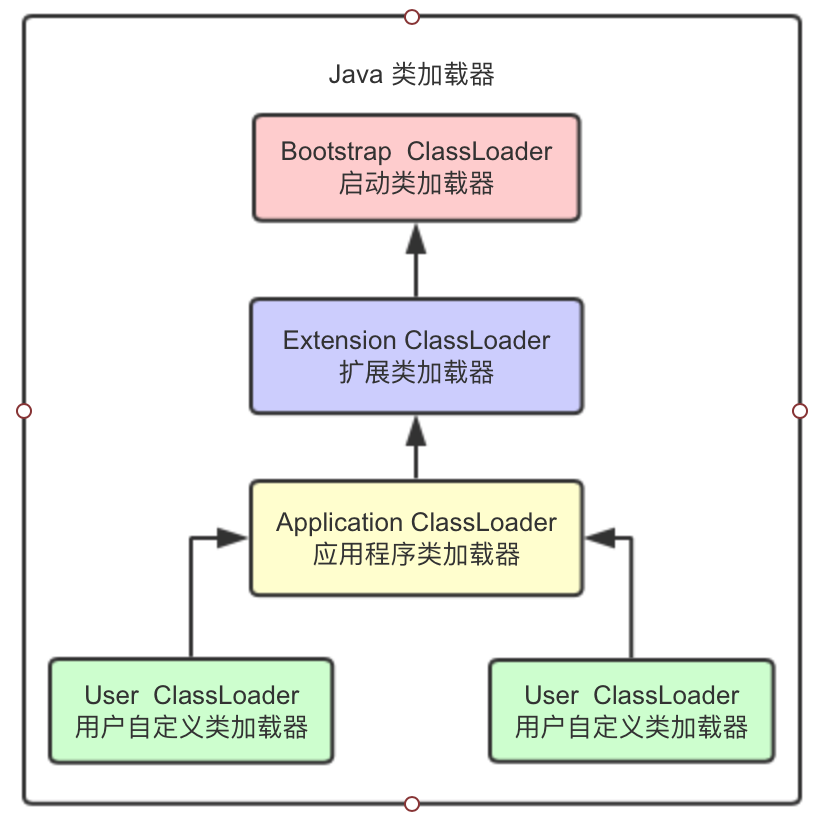 Java 类加载器
Bootstrap  ClassLoader
启动类加载器
Extension ClassLoader
扩展类加载器
Application ClassLoader
应用程序类加载器
User  ClassLoader
用户自定义类加载器
User  ClassLoader
用户自定义类加载器